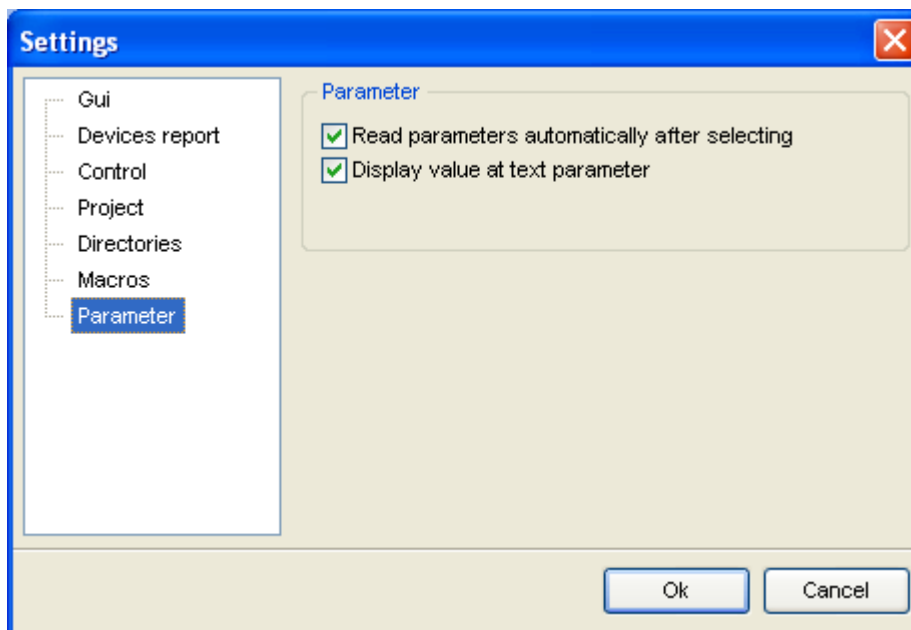 Settings
Gui
Devices report
Control
Project
Directories
Macros
Parameter
Parameter
Read parameters automatically after selecting
Display value at text parameter
Ok
Cancel